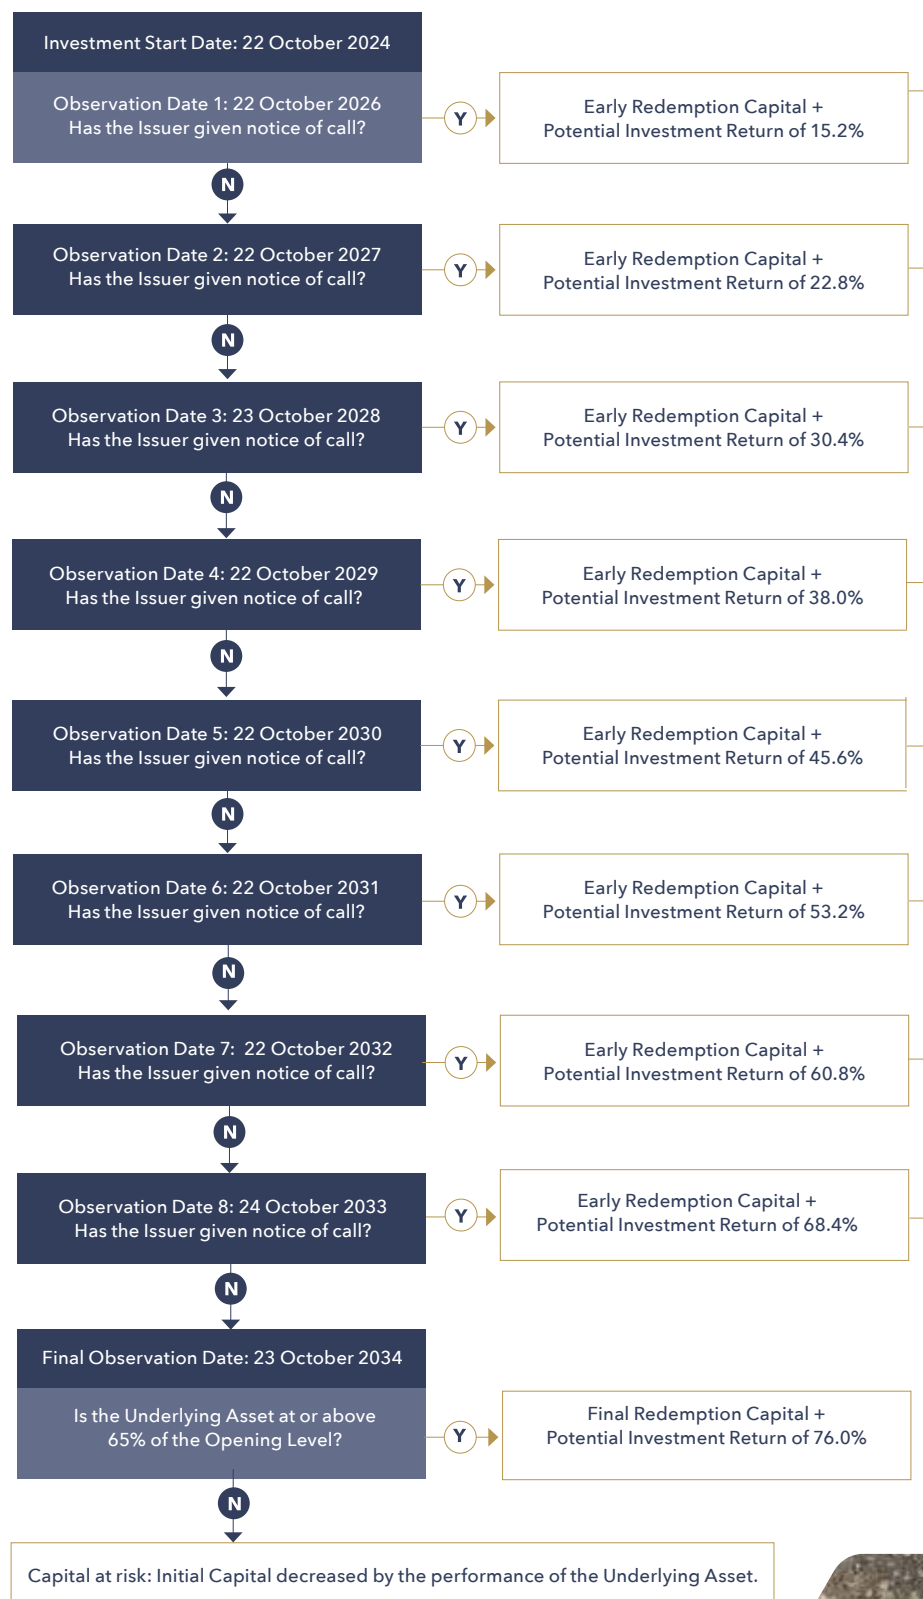 Investment Start Date: 22 October 2024
Observation Date 1: 22 October 2026
Has the Issuer given notice of call?
Y
Early Redemption Capital +
Potential Investment Return of 15.2%
N
Observation Date 2: 22 October 2027
Has the Issuer given notice of call?
Y
Early Redemption Capital +
Potential Investment Return of 22.8%
N
Observation Date 3: 23 October 2028
Has the Issuer given notice of call?
Y
Early Redemption Capital +
Potential Investment Return of 30.4%
N
Observation Date 4: 22 October 2029
Has the Issuer given notice of call?
Y
Early Redemption Capital +
Potential Investment Return of 38.0%
N
Observation Date 5: 22 October 2030
Has the Issuer given notice of call?
Y
Early Redemption Capital +
Potential Investment Return of 45.6%
N
Observation Date 6: 22 October 2031
Has the Issuer given notice of call?
Y
Early Redemption Capital +
Potential Investment Return of 53.2%
N
Observation Date 7: 22 October 2032
Has the Issuer given notice of call?
Y
Early Redemption Capital +
Potential Investment Return of 60.8%
N
Observation Date 8: 24 October 2033
Has the Issuer given notice of call?
Y
Early Redemption Capital +
Potential Investment Return of 68.4%
N
Final Observation Date: 23 October 2034
Is the Underlying Asset at or above
65% of the Opening Level?
Y
Final Redemption Capital +
Potential Investment Return of 76.0%
N
Capital at risk: Initial Capital decreased by the performance of the Underlying Asset.